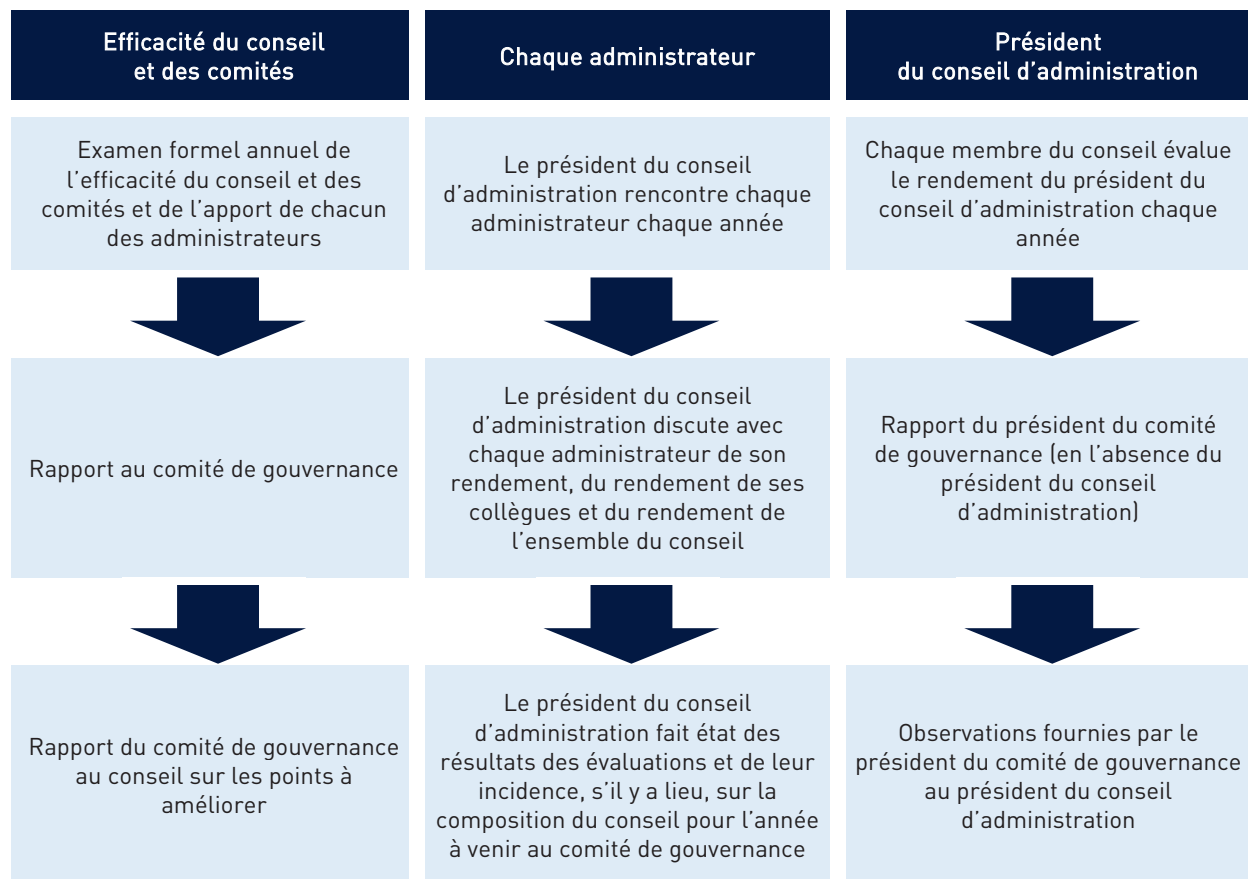 Efficacité du conseil
et des comités
Chaque administrateur
Président
du conseil d’administration
Examen formel annuel de
l’efficacité du conseil et des
comités et de l’apport de chacun
des administrateurs
Le président du conseil
d’administration rencontre chaque
administrateur chaque année
Chaque membre du conseil évalue
le rendement du président du
conseil d’administration chaque
année
Rapport au comité de gouvernance
Le président du conseil
d’administration discute avec
chaque administrateur de son
rendement, du rendement de ses
collègues et du rendement de
l’ensemble du conseil
Rapport du président du comité
de gouvernance (en l’absence du
président du conseil
d’administration)
Rapport du comité de gouvernance
au conseil sur les points à
améliorer
Le président du conseil
d’administration fait état des
résultats des évaluations et de leur
incidence, s’il y a lieu, sur la
composition du conseil pour l’année
à venir au comité de gouvernance
Observations fournies par le
président du comité de gouvernance
au président du conseil
d’administration